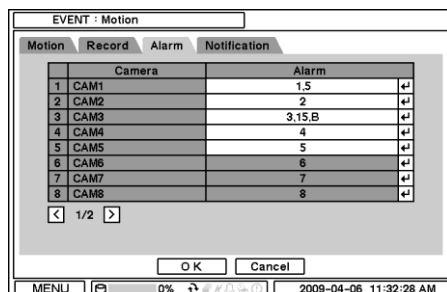 EVENT : Motion
Motion Record Alarm Notification
Camera Alarm
1 CAM1 1,5
2 CAM2 2
3 CAM3 3,15,B
4 CAM4 4
5 CAM5 5
6 CAM6 6
7 CAM7 7
8 CAM8 8
< 1/2 >
OK Cancel
MENU 0% 2009-04-06 11:32:28 AM